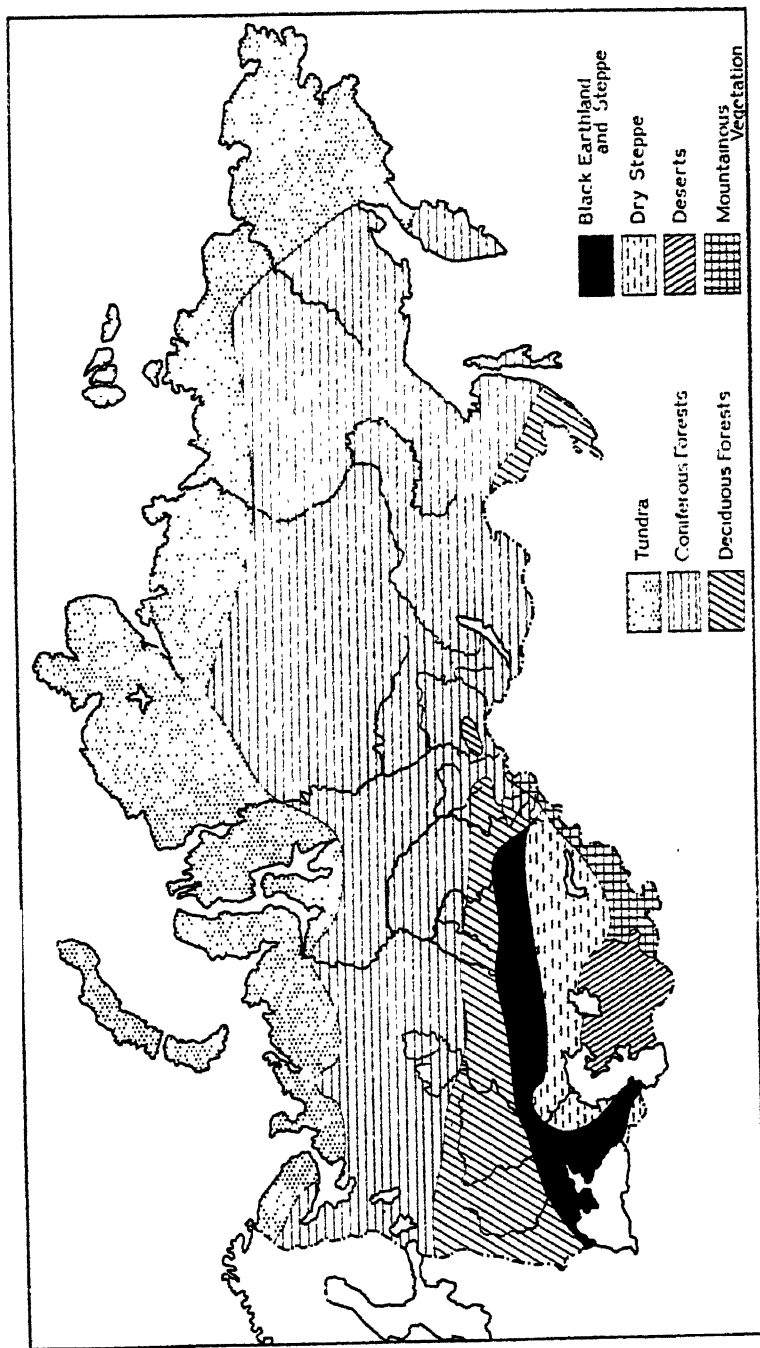 Tundra
Coniferous Forests
Deciduous Forests
Black Earthland
and Steppe
Dry Steppe
Deserts
Mountainous
Vegetation